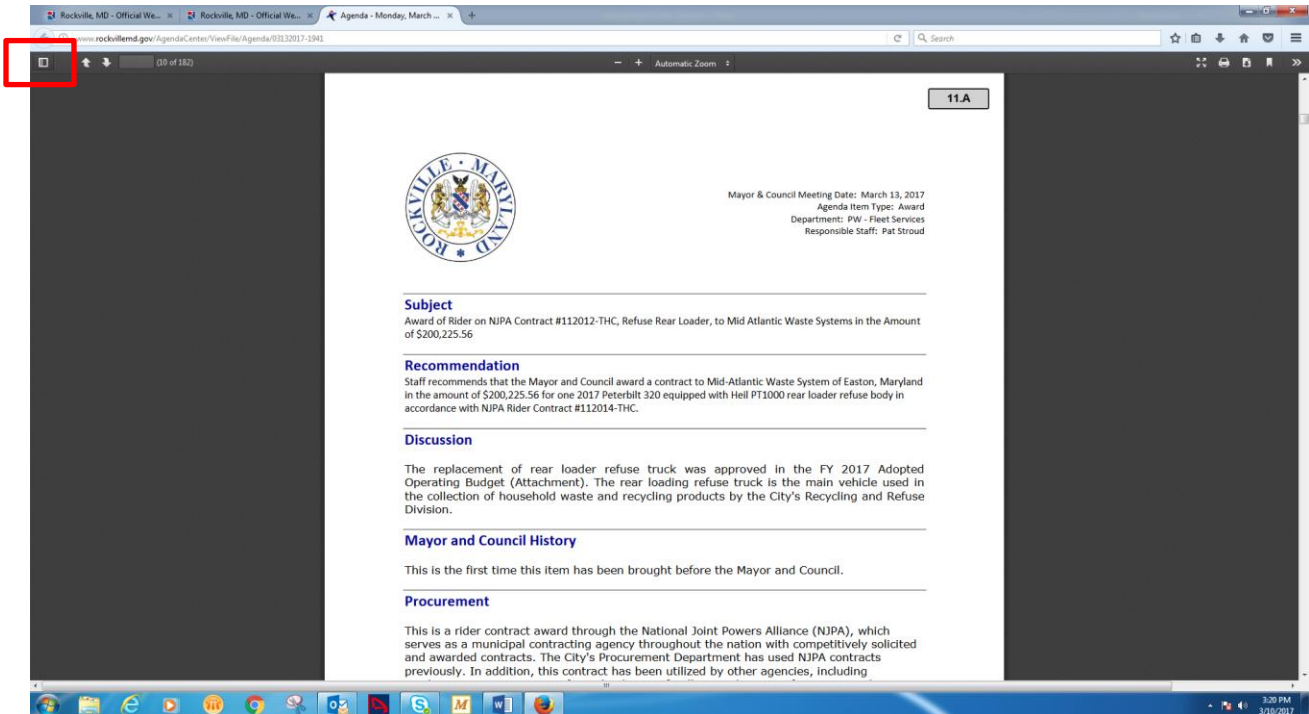 Rockville, MD - Official We... ×
Rockville, MD - Official We... ×
Agenda - Monday, March ... × +
www.rockvillemd.gov/AgendaCenter/ViewFile/Agenda/03132017-1941
Search
(10 of 182)
− + Automatic Zoom
11.A
ROCKVILLE • MARYLAND
Mayor & Council Meeting Date: March 13, 2017
Agenda Item Type: Award
Department: PW - Fleet Services
Responsible Staff: Pat Stroud
Subject
Award of Rider on NJPA Contract #112012-THC, Refuse Rear Loader, to Mid Atlantic Waste Systems in the Amount
of $200,225.56
Recommendation
Staff recommends that the Mayor and Council award a contract to Mid-Atlantic Waste System of Easton, Maryland
in the amount of $200,225.56 for one 2017 Peterbilt 320 equipped with Heil PT1000 rear loader refuse body in
accordance with NJPA Rider Contract #112014-THC.
Discussion
The replacement of rear loader refuse truck was approved in the FY 2017 Adopted
Operating Budget (Attachment). The rear loading refuse truck is the main vehicle used in
the collection of household waste and recycling products by the City's Recycling and Refuse
Division.
Mayor and Council History
This is the first time this item has been brought before the Mayor and Council.
Procurement
This is a rider contract award through the National Joint Powers Alliance (NJPA), which
serves as a municipal contracting agency throughout the nation with competitively solicited
and awarded contracts. The City's Procurement Department has used NJPA contracts
previously. In addition, this contract has been utilized by other agencies, including
3:20 PM
3/10/2017